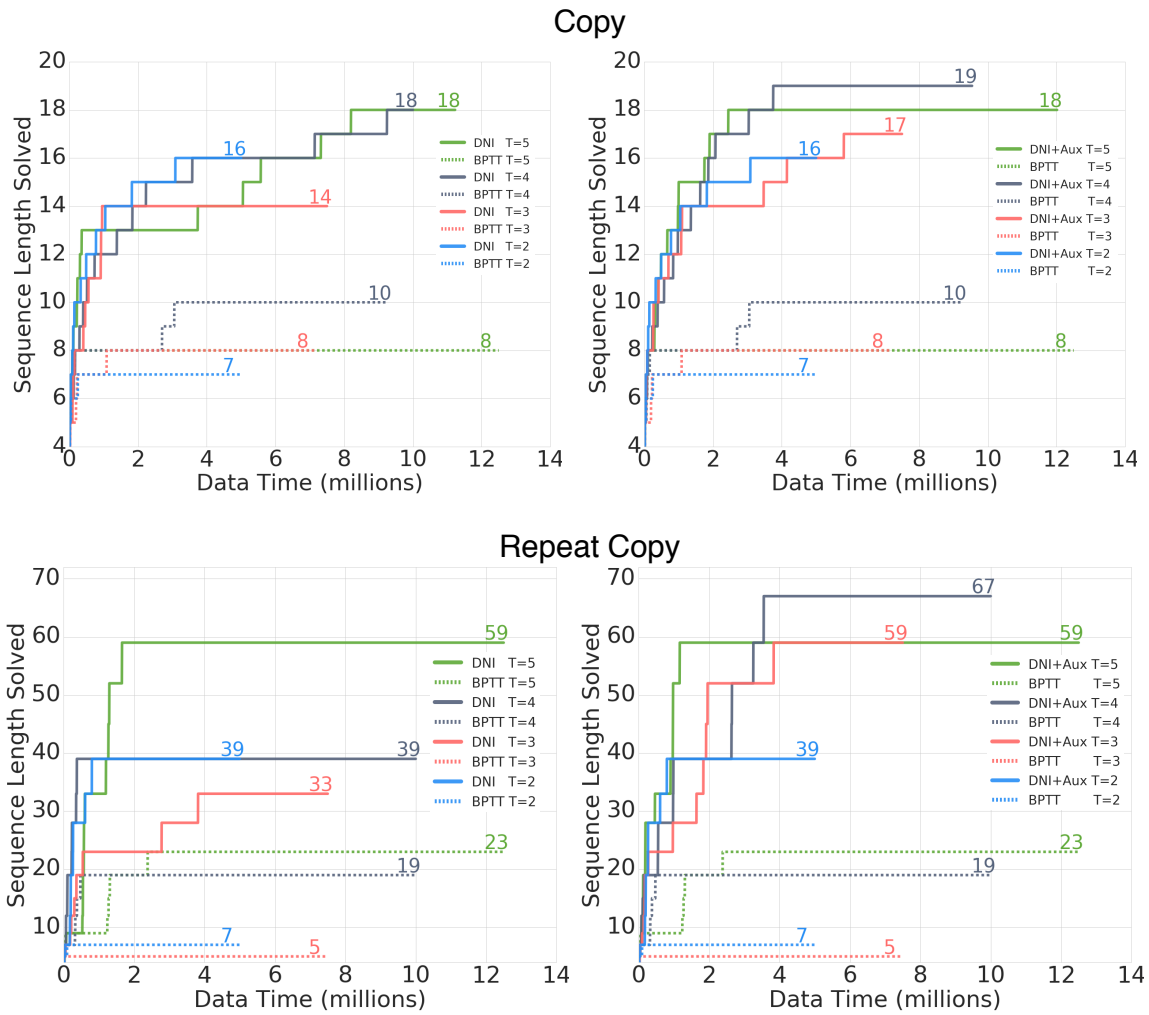 Copy
20
18
16
14
12
10
8
6
4
0 2 4 6 8 10 12 14
Sequence Length Solved
Data Time (millions)
18 18
16
14
10
8 8
7
DNI T=5
BPTT T=5
DNI T=4
BPTT T=4
DNI T=3
BPTT T=3
DNI T=2
BPTT T=2
20
18
16
14
12
10
8
6
4
0 2 4 6 8 10 12 14
Sequence Length Solved
Data Time (millions)
19
18
17
16
10
8 8
7
DNI+Aux T=5
BPTT T=5
DNI+Aux T=4
BPTT T=4
DNI+Aux T=3
BPTT T=3
DNI+Aux T=2
BPTT T=2
Repeat Copy
70
60
50
40
30
20
10
0 2 4 6 8 10 12 14
Sequence Length Solved
Data Time (millions)
59
39 39
33
23
19
7
5
DNI T=5
BPTT T=5
DNI T=4
BPTT T=4
DNI T=3
BPTT T=3
DNI T=2
BPTT T=2
70
60
50
40
30
20
10
0 2 4 6 8 10 12 14
Sequence Length Solved
Data Time (millions)
67
59 59
39
23
19
7
5
DNI+Aux T=5
BPTT T=5
DNI+Aux T=4
BPTT T=4
DNI+Aux T=3
BPTT T=3
DNI+Aux T=2
BPTT T=2